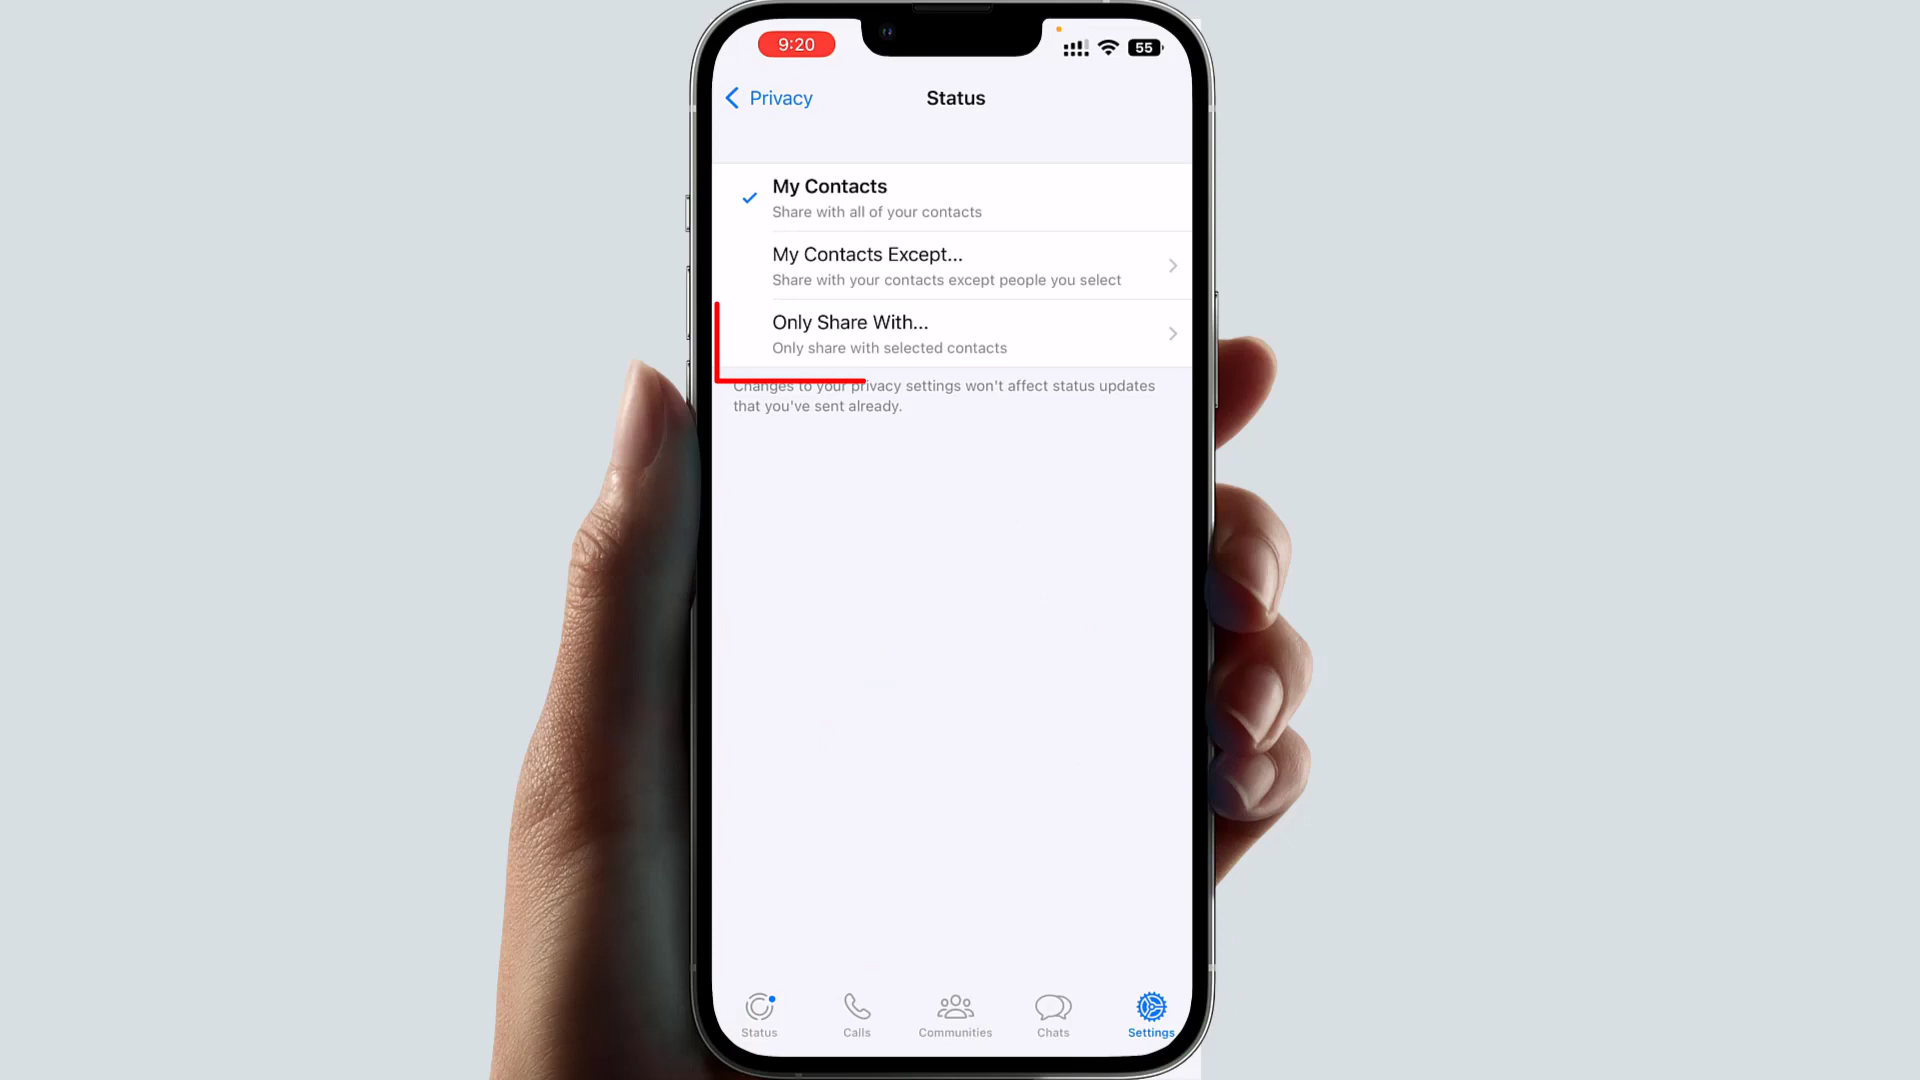 9:20
55
Privacy
Status
My Contacts
Share with all of your contacts
My Contacts Except...
Share with your contacts except people you select
Only Share With...
Only share with selected contacts
Changes to your privacy settings won't affect status updates
that you've sent already.
Status
Calls
Communities
Chats
Settings